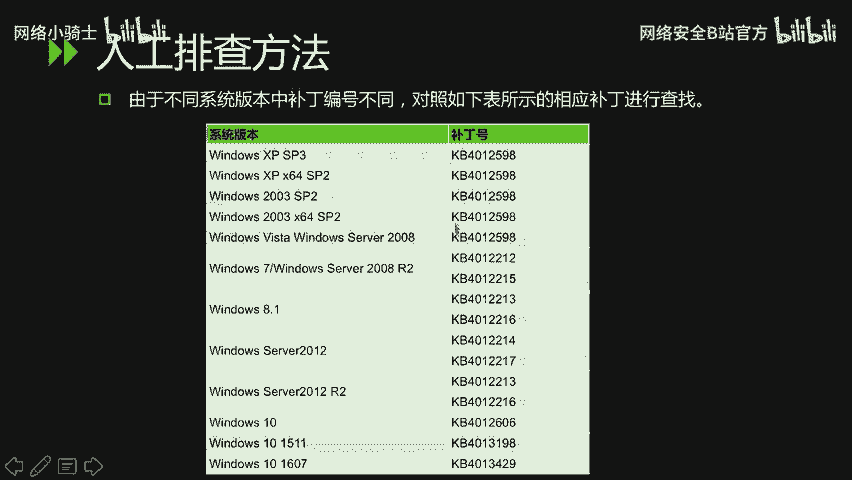 网络小骑士 bilibili
网络安全B站官方 bilibili
人工排查方法
由于不同系统版本中补丁编号不同，对照如下表所示的相应补丁进行查找。
系统版本 补丁号
Windows XP SP3 KB4012598
Windows XP x64 SP2 KB4012598
Windows 2003 SP2 KB4012598
Windows 2003 x64 SP2 KB4012598
Windows Vista Windows Server 2008 KB4012598
Windows 7/Windows Server 2008 R2 KB4012212
KB4012215
Windows 8.1 KB4012213
KB4012216
Windows Server2012 KB4012214
KB4012217
Windows Server2012 R2 KB4012213
KB4012216
Windows 10 KB4012606
Windows 10 1511 KB4013198
Windows 10 1607 KB4013429